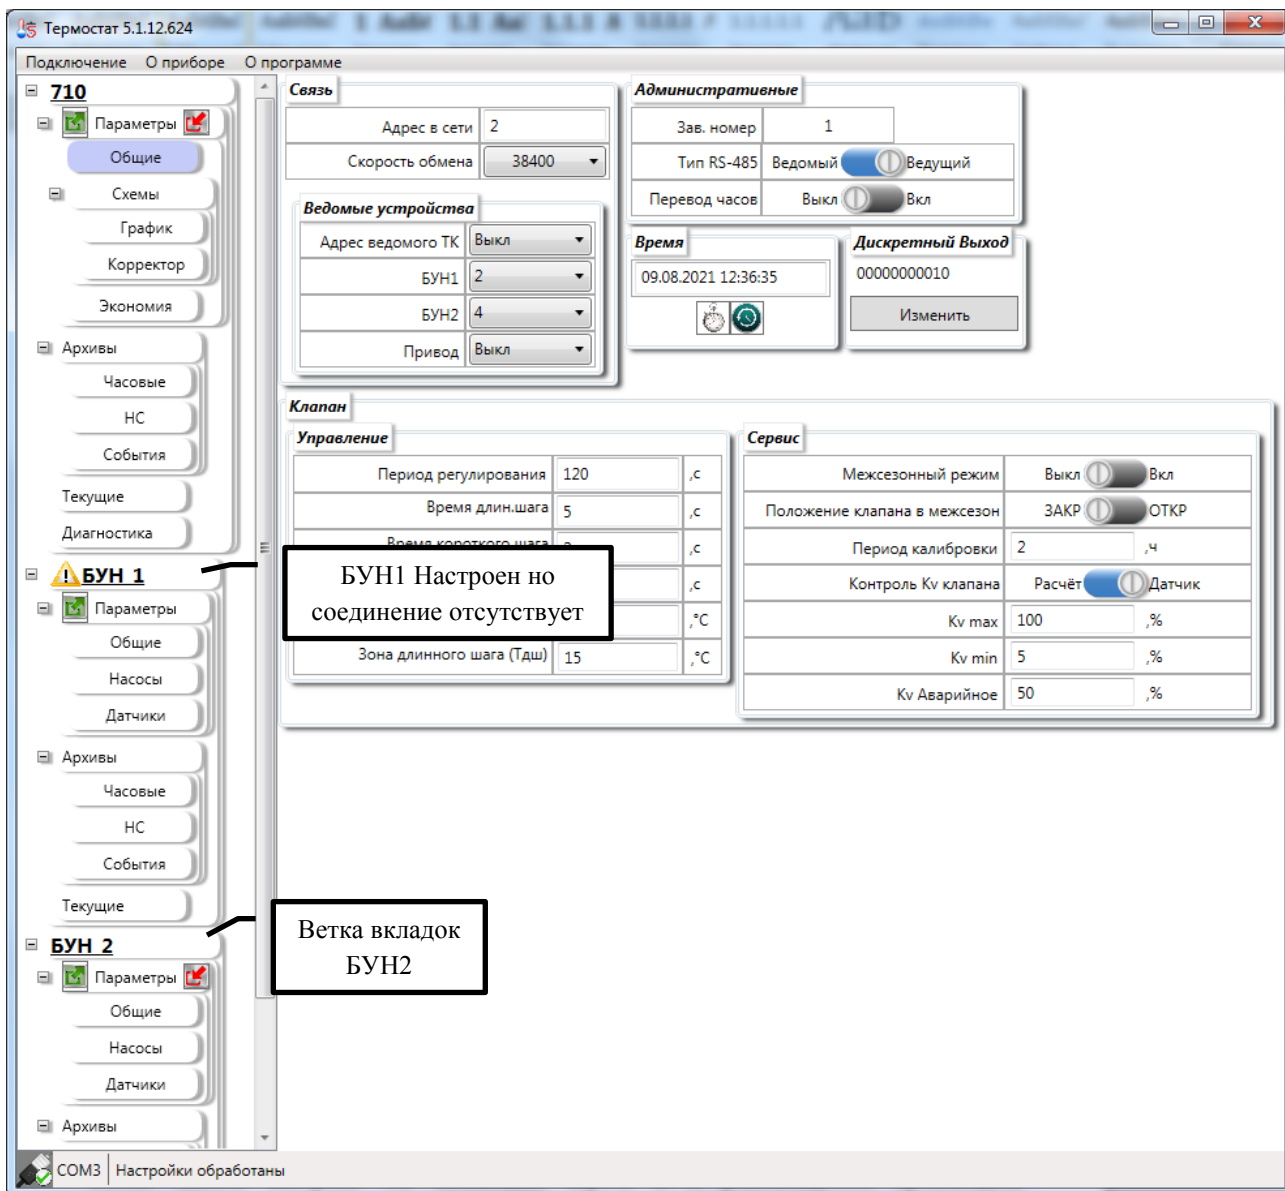 Термостат 5.1.12.624
Подключение О приборе О программе
710
Параметры
Общие
Схемы
График
Корректор
Экономия
Архивы
Часовые
НС
События
Текущие
Диагностика
БУН 1
Параметры
Общие
Насосы
Датчики
Архивы
Часовые
НС
События
Текущие
БУН 2
Параметры
Общие
Насосы
Датчики
Архивы
Связь
Адрес в сети 2
Скорость обмена 38400
Ведомые устройства
Адрес ведомого ТК Выкл
БУН1 2
БУН2 4
Привод Выкл
Административные
Зав. номер 1
Тип RS-485 Ведомый Ведущий
Перевод часов Выкл Вкл
Время
09.08.2021 12:36:35
Дискретный Выход
00000000010
Изменить
Клапан
Управление
Период регулирования 120 ,с
Время длин.шага 5 ,с
Время короткого шага ,с
,с
,°С
Зона длинного шага (Тдш) 15 ,°С
БУН1 Настроен но
соединение отсутствует
Ветка вкладок
БУН2
Сервис
Межсезонный режим Выкл Вкл
Положение клапана в межсезон ЗАКР ОТКР
Период калибровки 2 ,ч
Контроль Kv клапана Расчёт Датчик
Kv max 100 ,%
Kv min 5 ,%
Kv Аварийное 50 ,%
COM3 Настройки обработаны